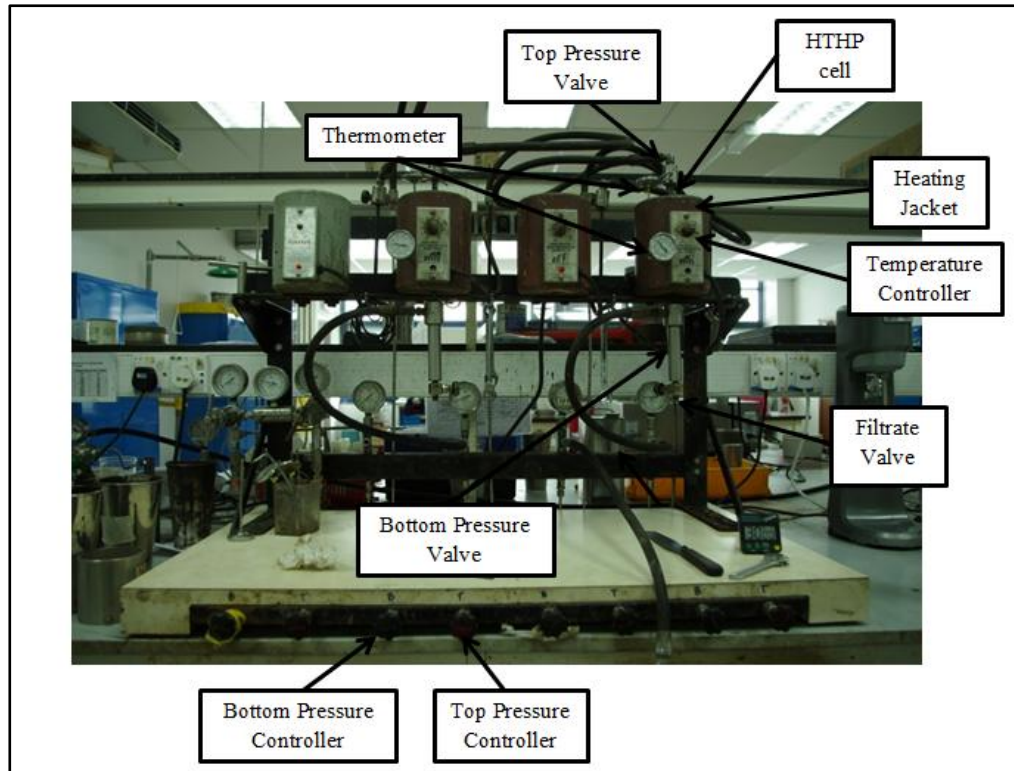 Top Pressure
Valve
HTHP
cell
Thermometer
Heating
Jacket
Temperature
Controller
Filtrate
Valve
Bottom Pressure
Valve
B
T
B
T
B
T
B
T
Bottom Pressure
Controller
Top Pressure
Controller